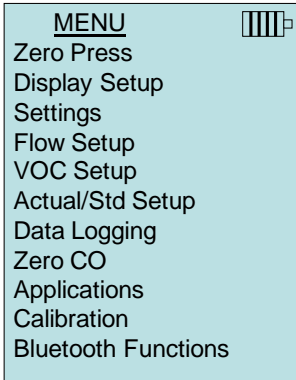 MENU
Zero Press
Display Setup
Settings
Flow Setup
VOC Setup
Actual/Std Setup
Data Logging
Zero CO
Applications
Calibration
Bluetooth Functions